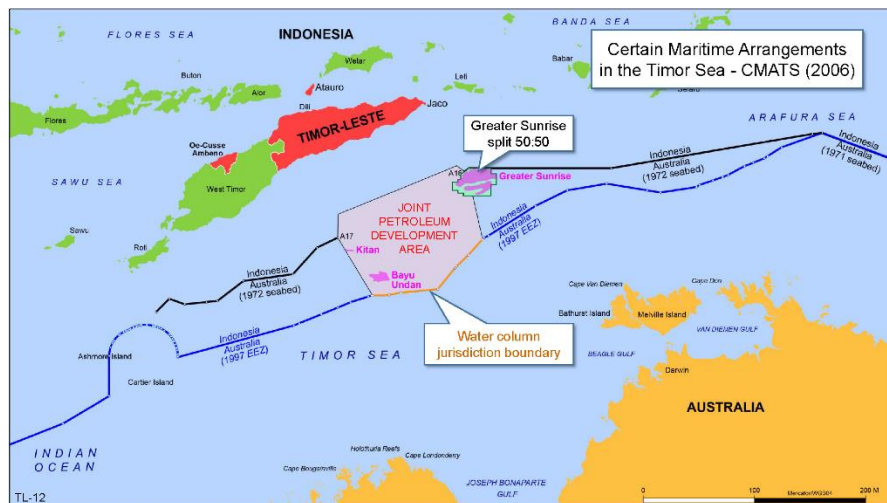 FLORES SEA
INDONESIA
BANDA SEA
Certain Maritime Arrangements
in the Timor Sea - CMATS (2006)
Wetar
Babar
Buton
Alor
Atauro
Leti
Dili
Jaco
Flores
TIMOR-LESTE
Oe-Cusse
Ambeno
Greater Sunrise
split 50:50
ARAFURA SEA
Indonesia
Australia
(1971 seabed)
Indonesia
Australia
(1972 seabed)
A16
Greater Sunrise
SAWU SEA
West Timor
JOINT
PETROLEUM
DEVELOPMENT
AREA
Indonesia
Australia
(1997 EEZ)
Sawu
Roti
A17
Kitan
Bayu
Undan
Indonesia
Australia
(1972 seabed)
Cape Van Diemen
Cape Don
Bathurst Island
Melville Island
VAN DIEMEN GULF
Water column
jurisdiction boundary
Indonesia
Australia
(1997 EEZ)
TIMOR SEA
Ashmore Island
Cartier Island
BEAGLE GULF
Darwin
AUSTRALIA
INDIAN
OCEAN
Holothuria Reefs
Cape Bougainville
Cape Londonderry
JOSEPH BONAPARTE
GULF
TL-12
Mercator/WGS84
0
100
200 M